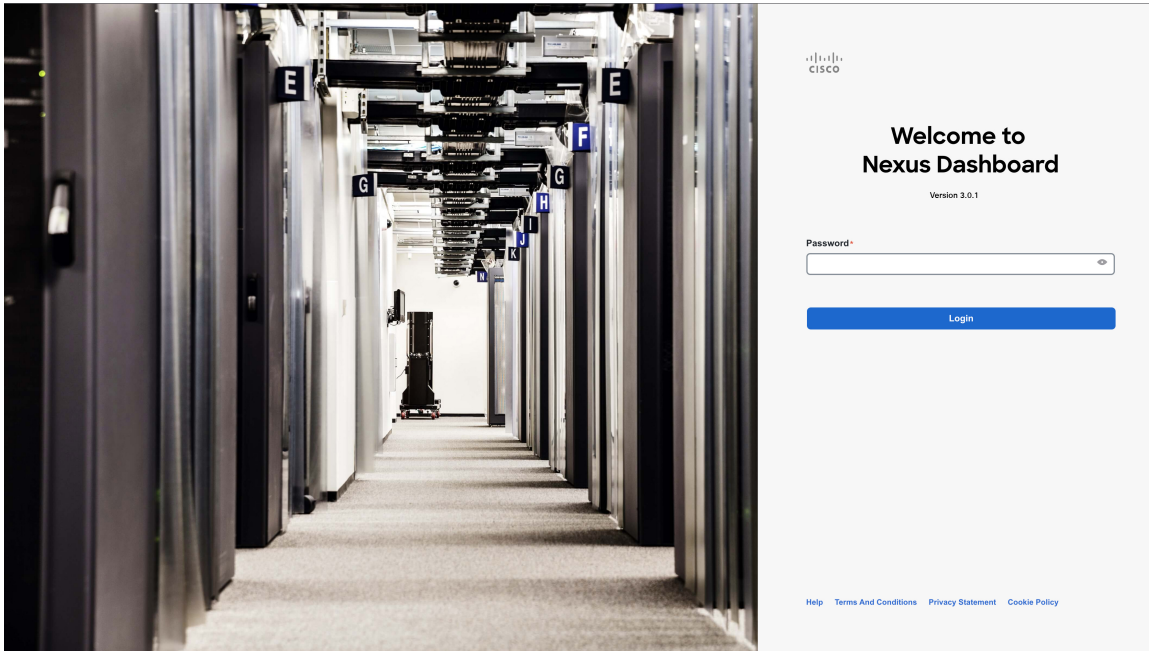 E
E
F
G
G
H
I
J
K
N
CISCO
Welcome to
Nexus Dashboard
Version 3.0.1
Password*
Login
Help Terms And Conditions Privacy Statement Cookie Policy